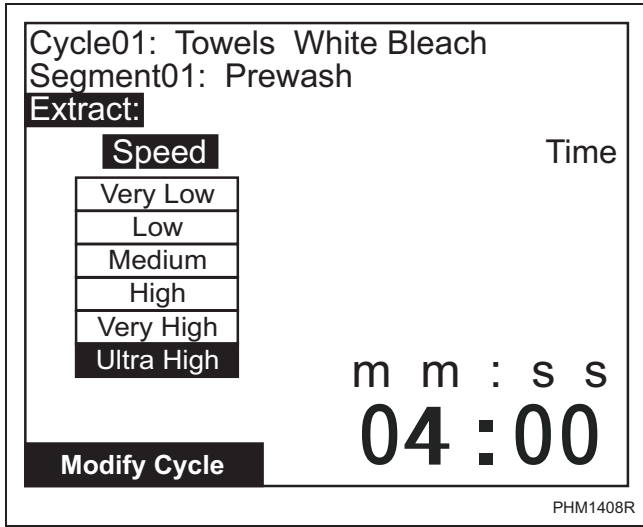 Cycle01: Towels White Bleach
Segment01: Prewash
Extract:
Speed Time
Very Low
Low
Medium
High
Very High
Ultra High
m m : s s
04:00
Modify Cycle
PHM1408R